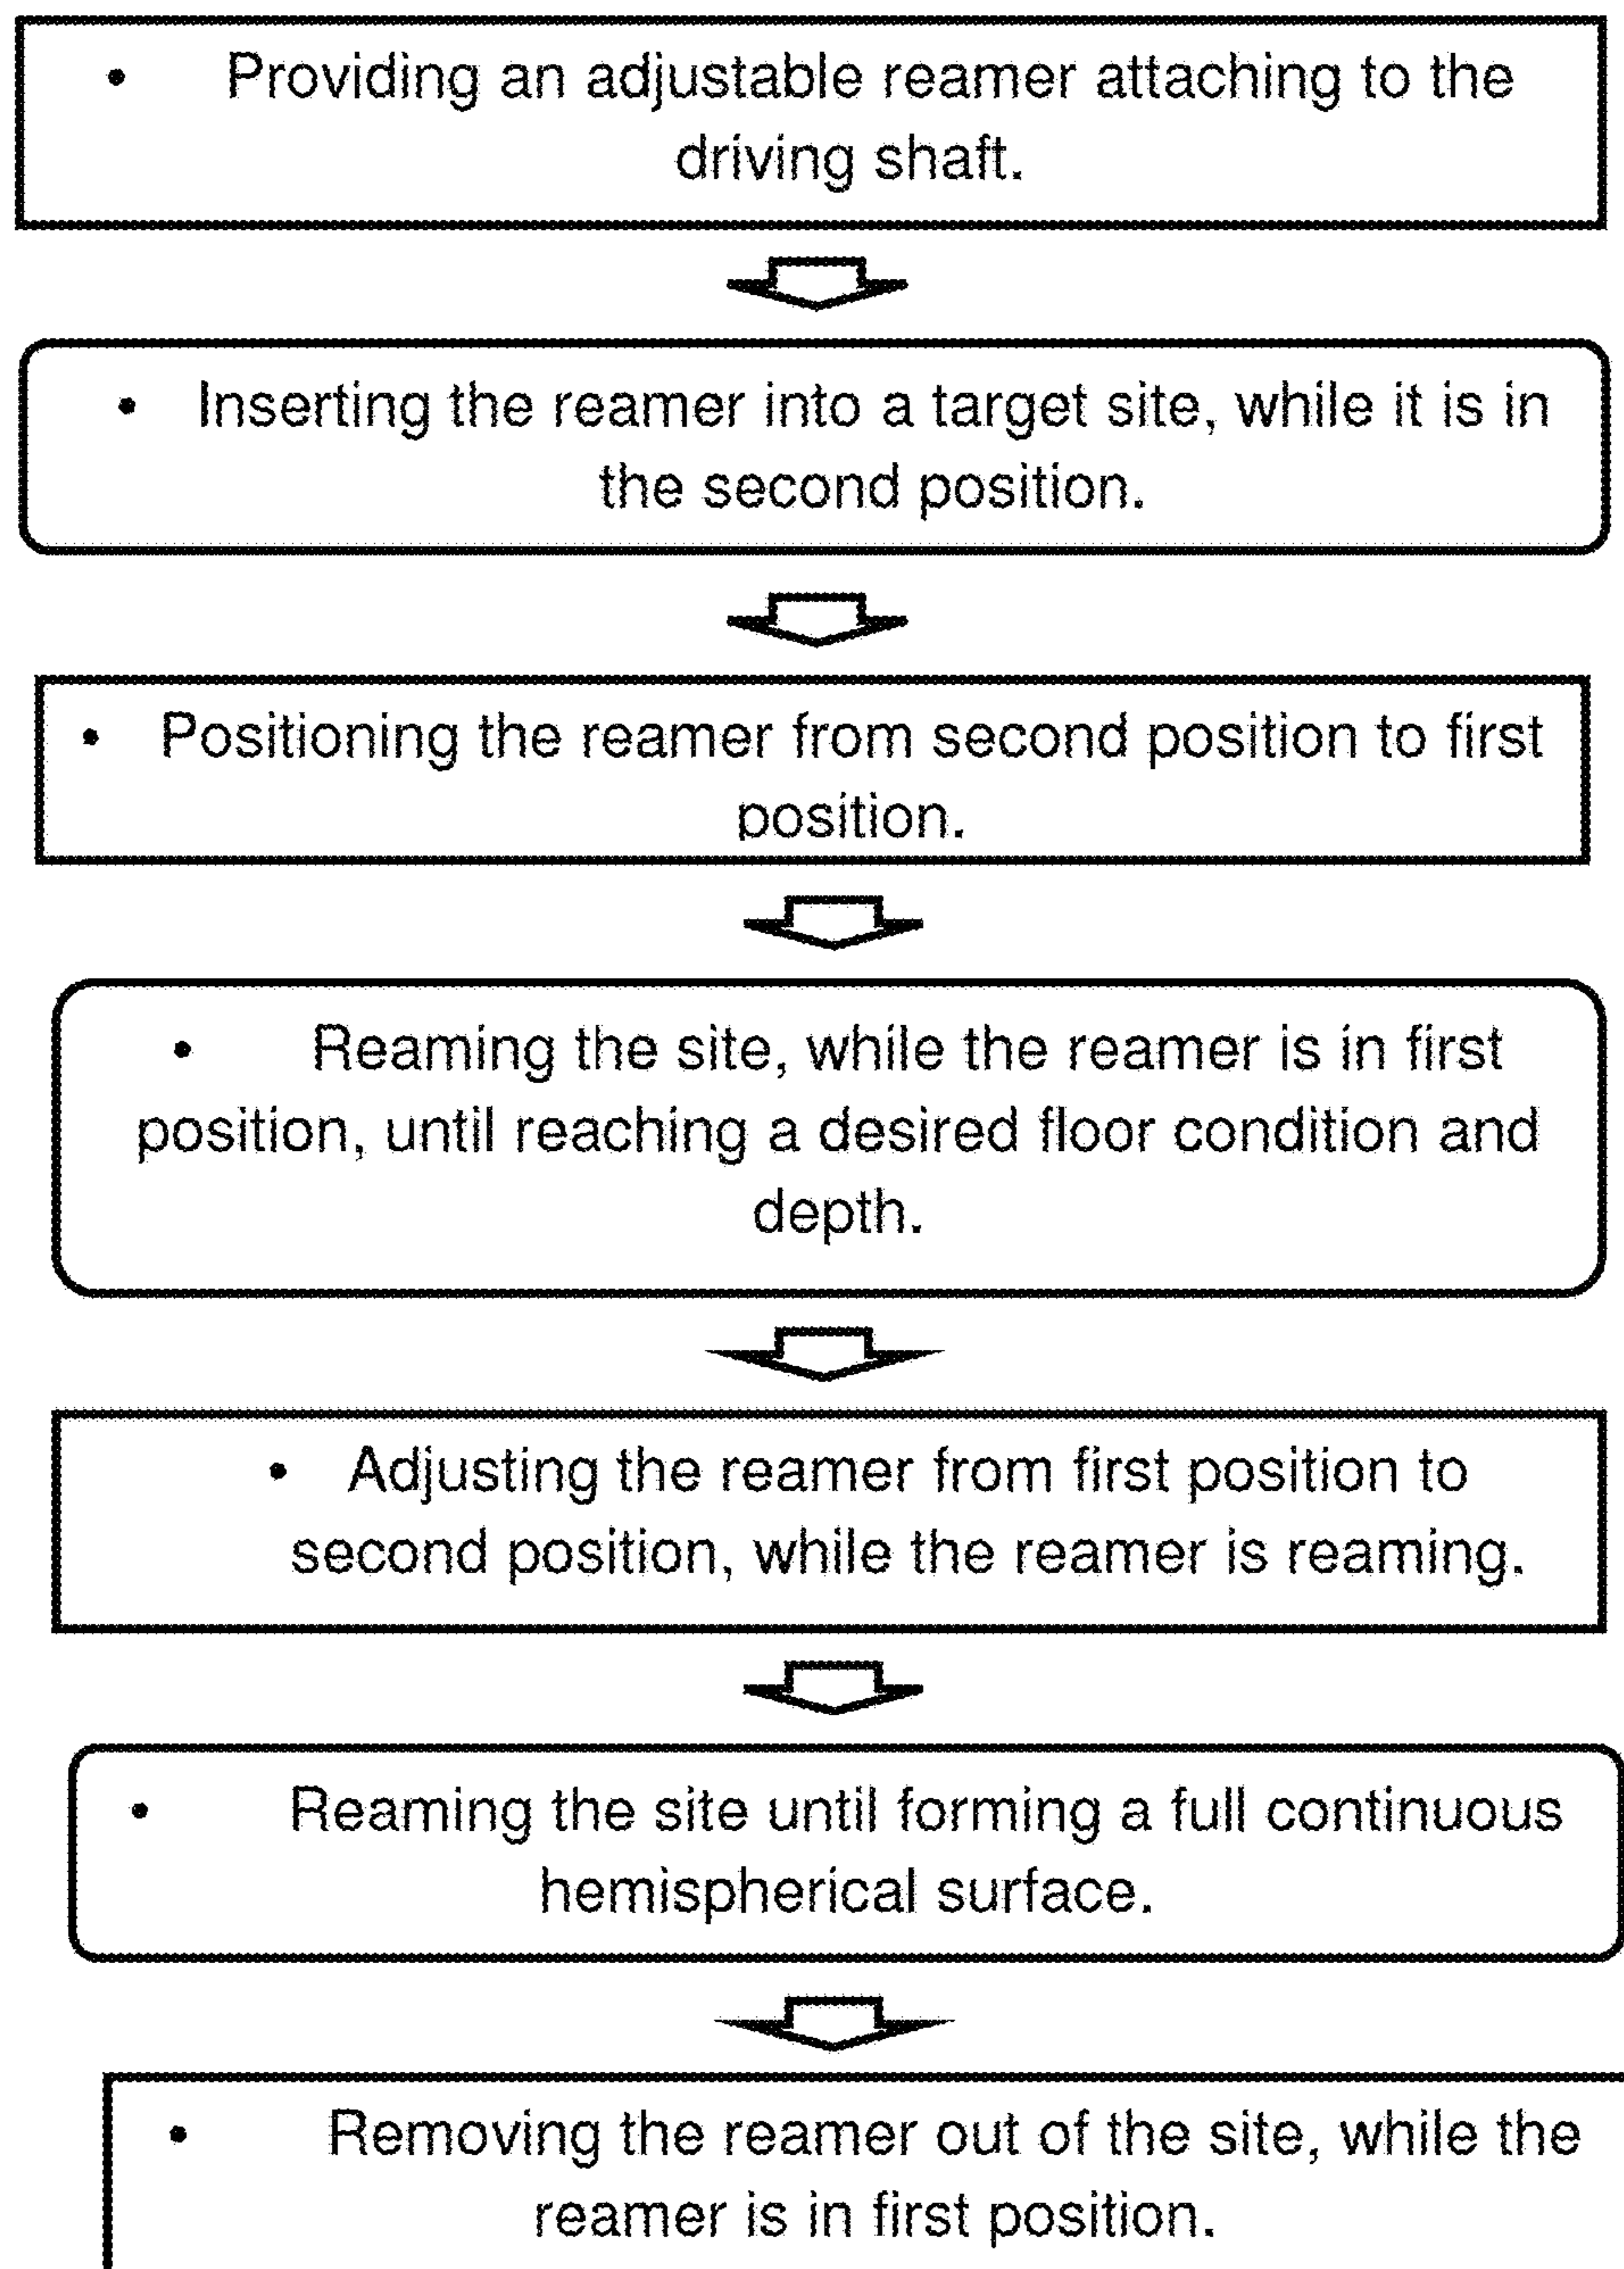 • Providing an adjustable reamer attaching to the
driving shaft.
• Inserting the reamer into a target site, while it is in
the second position.
• Positioning the reamer from second position to first
position.
• Reaming the site, while the reamer is in first
position, until reaching a desired floor condition and
depth.
• Adjusting the reamer from first position to
second position, while the reamer is reaming.
• Reaming the site until forming a full continuous
hemispherical surface.
• Removing the reamer out of the site, while the
reamer is in first position.